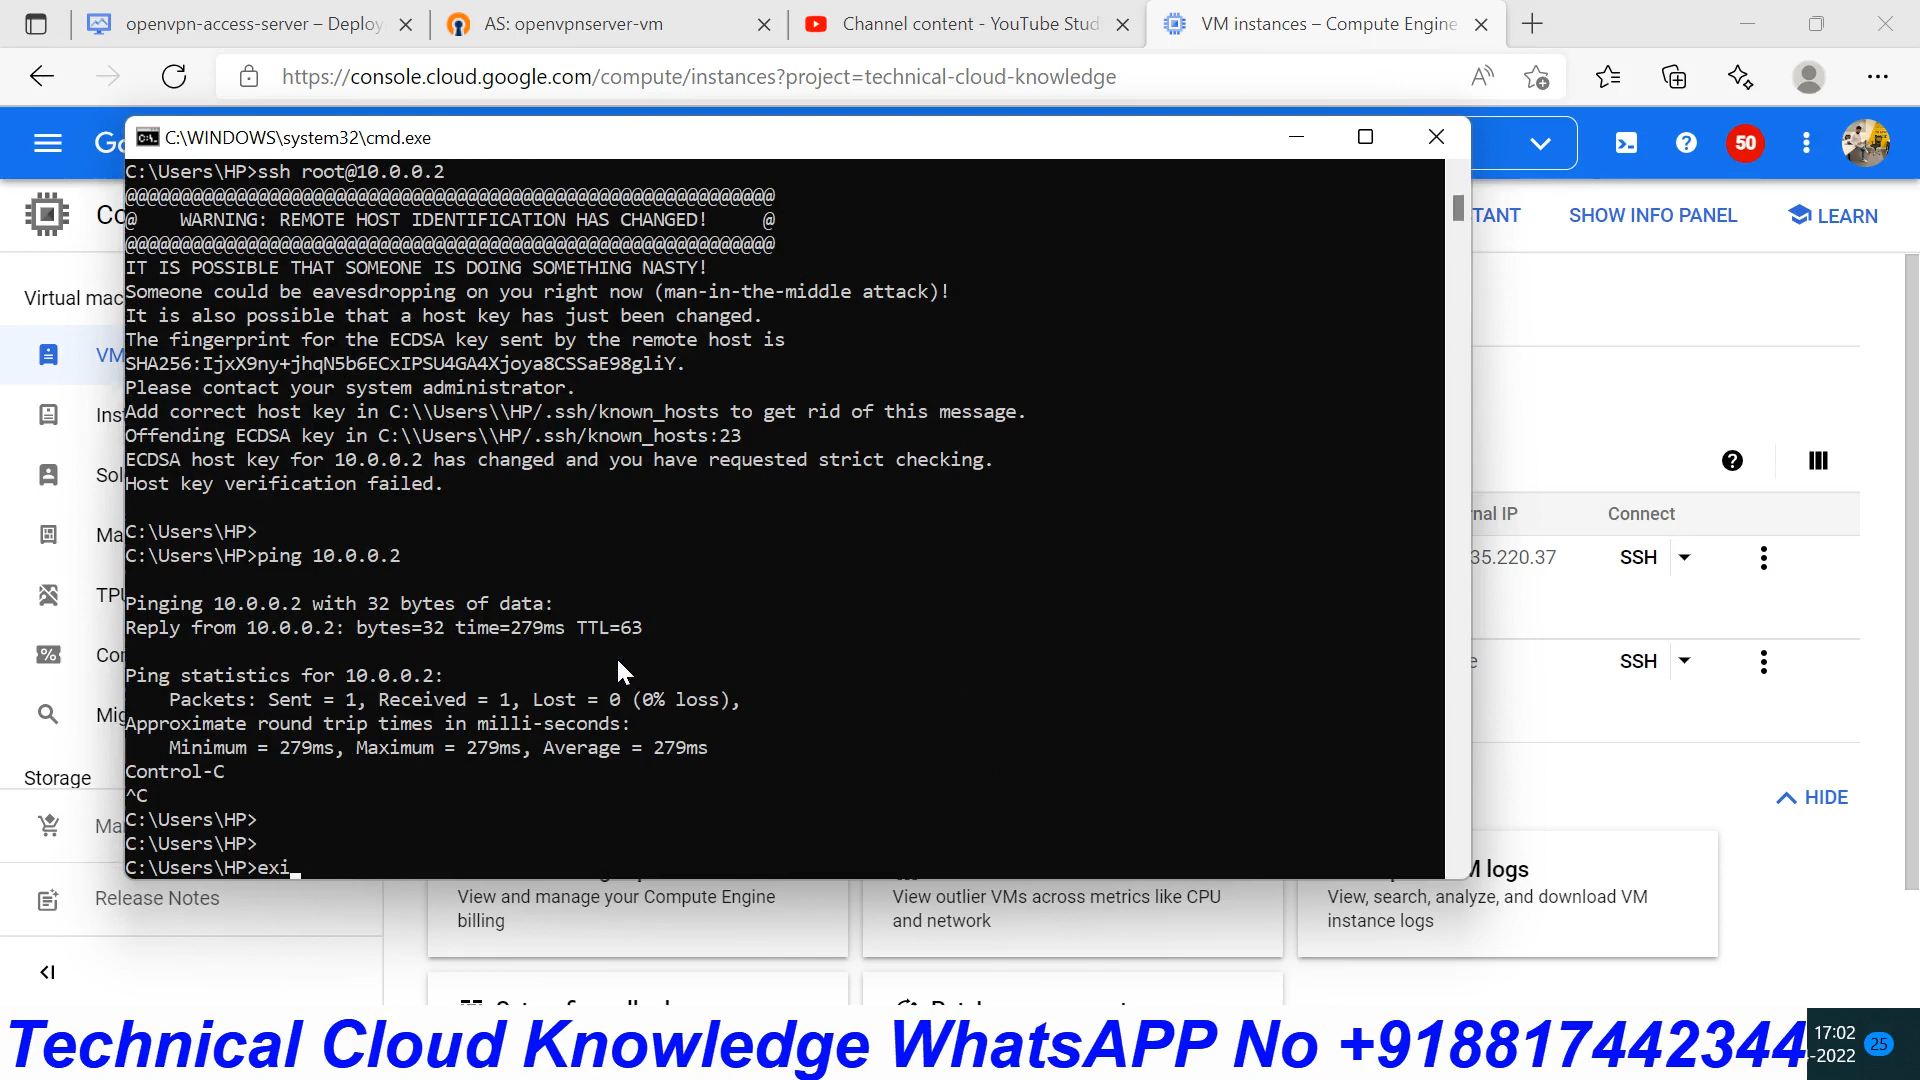 openvpn-access-server – Deploy
AS: openvpnserver-vm
Channel content - YouTube Stud
VM instances – Compute Engine
https://console.cloud.google.com/compute/instances?project=technical-cloud-knowledge
C:\WINDOWS\system32\cmd.exe
50
SHOW INFO PANEL
LEARN
C:\Users\HP>ssh root@10.0.0.2
@@@@@@@@@@@@@@@@@@@@@@@@@@@@@@@@@@@@@@@@@@@@@@@@@@@@@@@@@@@
@    WARNING: REMOTE HOST IDENTIFICATION HAS CHANGED!     @
@@@@@@@@@@@@@@@@@@@@@@@@@@@@@@@@@@@@@@@@@@@@@@@@@@@@@@@@@@@
IT IS POSSIBLE THAT SOMEONE IS DOING SOMETHING NASTY!
Someone could be eavesdropping on you right now (man-in-the-middle attack)!
It is also possible that a host key has just been changed.
The fingerprint for the ECDSA key sent by the remote host is
SHA256:IjxX9ny+jhqN5b6ECxIPSU4GA4Xjoya8CSSaE98gliY.
Please contact your system administrator.
Add correct host key in C:\\Users\\HP/.ssh/known_hosts to get rid of this message.
Offending ECDSA key in C:\\Users\\HP/.ssh/known_hosts:23
ECDSA host key for 10.0.0.2 has changed and you have requested strict checking.
Host key verification failed.
C:\Users\HP>
C:\Users\HP>ping 10.0.0.2
Pinging 10.0.0.2 with 32 bytes of data:
Reply from 10.0.0.2: bytes=32 time=279ms TTL=63
Ping statistics for 10.0.0.2:
Packets: Sent = 1, Received = 1, Lost = 0 (0% loss),
Approximate round trip times in milli-seconds:
Minimum = 279ms, Maximum = 279ms, Average = 279ms
Control-C
^C
C:\Users\HP>
C:\Users\HP>
C:\Users\HP>exi
Virtual mac
VM
Inst
Sol
Ma
TPU
Com
Mig
Storage
Ma
Release Notes
TANT
nal IP
Connect
35.220.37
SSH
e
SSH
HIDE
View and manage your Compute Engine
billing
View outlier VMs across metrics like CPU
and network
M logs
View, search, analyze, and download VM
instance logs
Technical Cloud Knowledge WhatsAPP No +918817442344
17:02
-2022
25